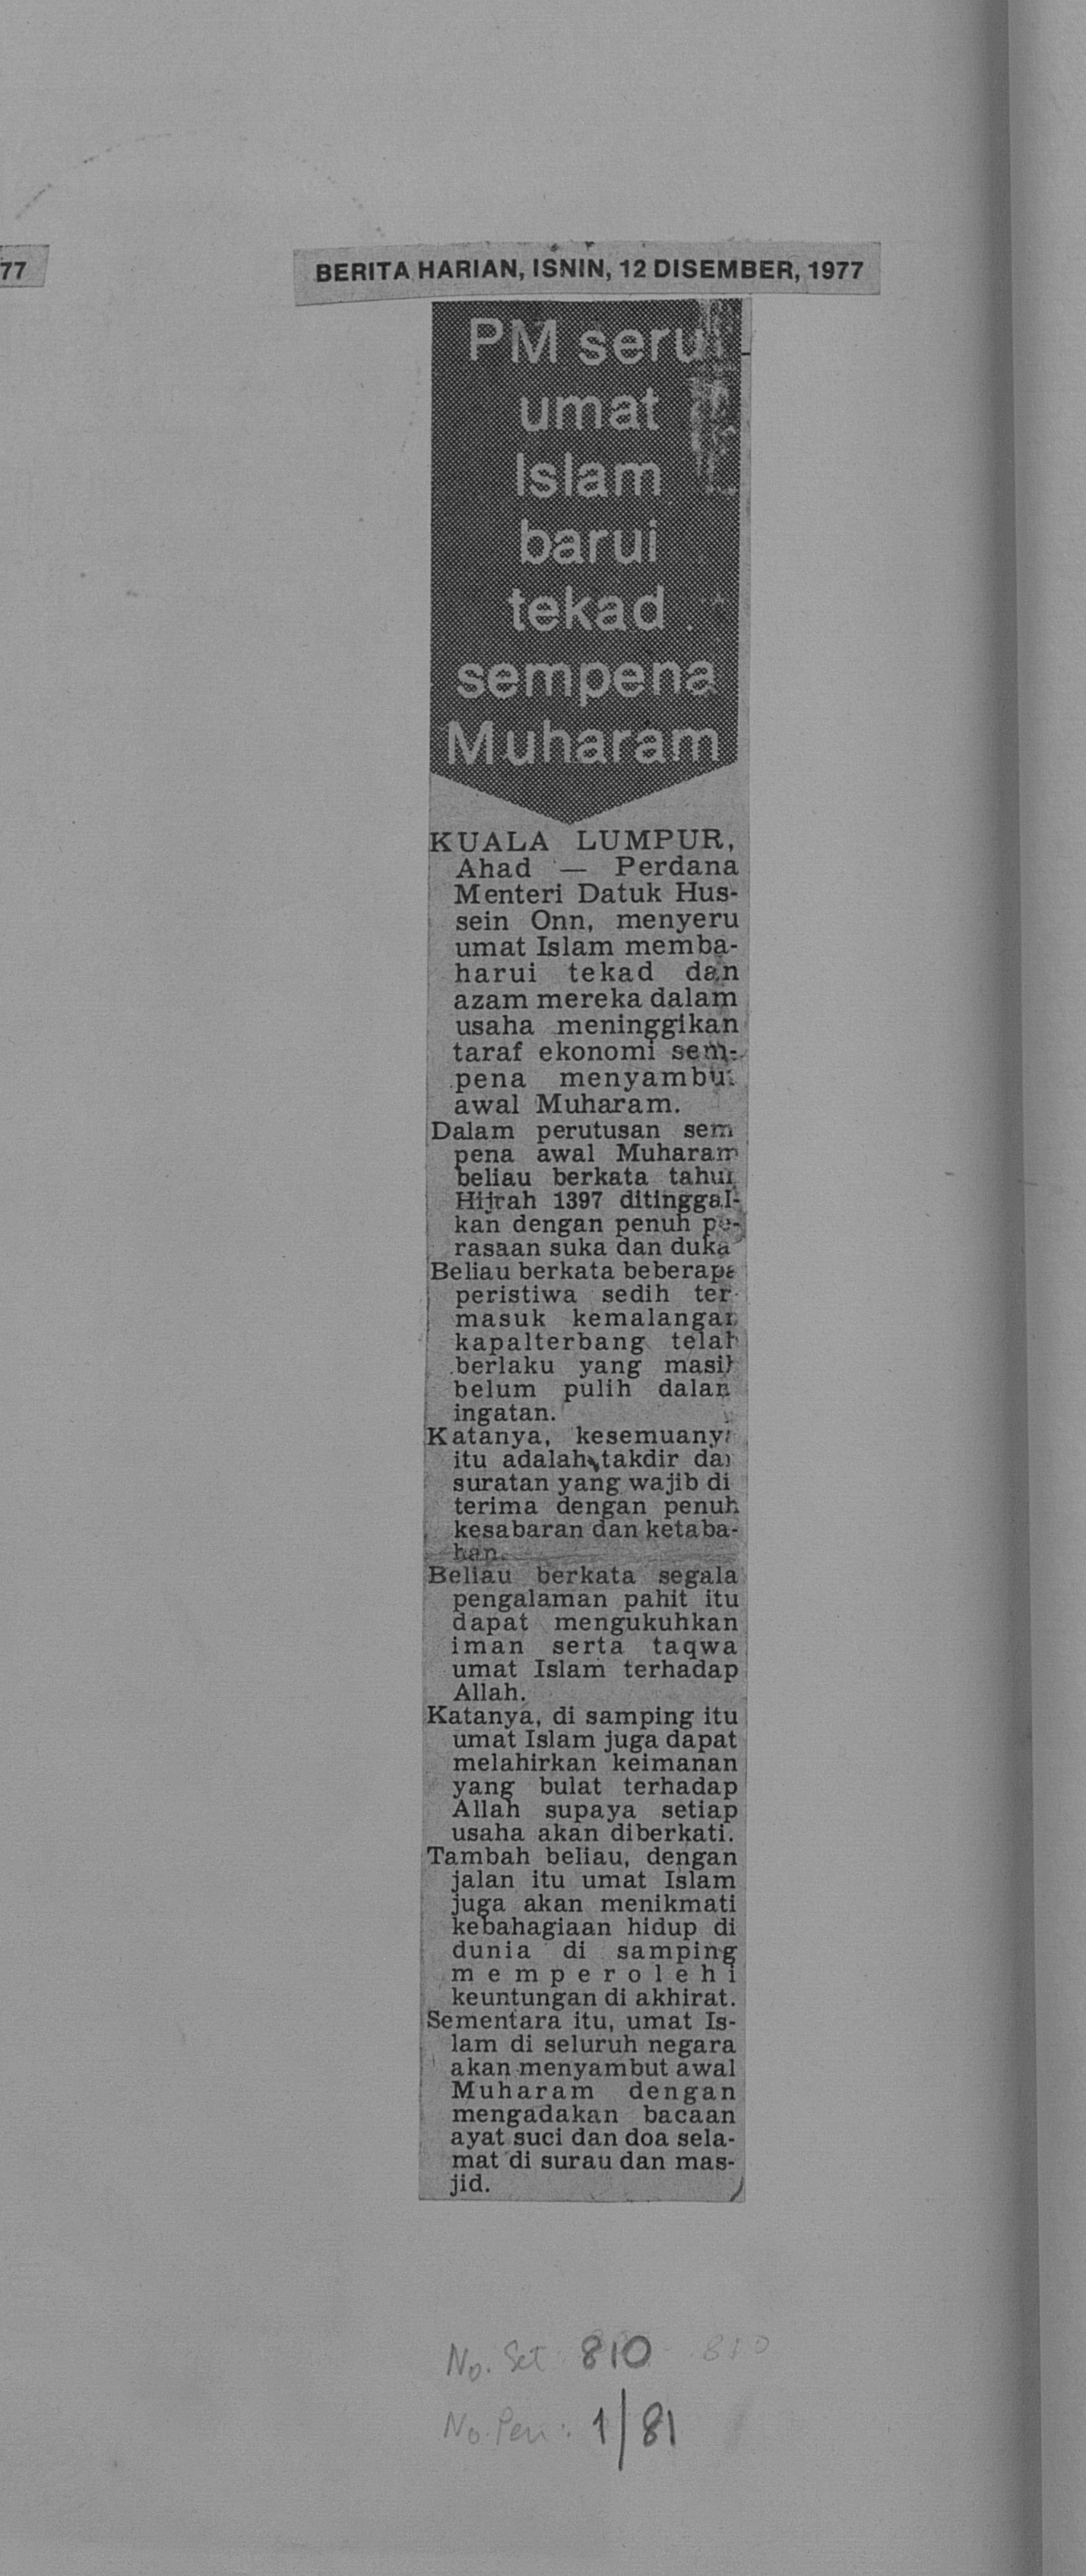 77
BERITA HARIAN, ISNIN, 12 DISEMBER, 1977
PM seru
umat
Islam
barui
tekad
sempena
Muharam
KUALA LUMPUR,
Ahad — Perdana
Menteri Datuk Hus-
sein Onn, menyeru
umat Islam memba-
harui tekad dan
azam mereka dalam
usaha meninggikan
taraf ekonomi sem-
pena menyambut
awal Muharam.
Dalam perutusan sem
pena awal Muharam
beliau berkata tahun
Hijrah 1397 ditinggal-
kan dengan penuh pe-
rasaan suka dan duka
Beliau berkata beberapa
peristiwa sedih ter-
masuk kemalangan
kapalterbang telah
berlaku yang masih
belum pulih dalam
ingatan.
Katanya, kesemuanya
itu adalah takdir dan
suratan yang wajib di
terima dengan penuh
kesabaran dan ketaba-
han.
Beliau berkata segala
pengalaman pahit itu
dapat mengukuhkan
iman serta taqwa
umat Islam terhadap
Allah.
Katanya, di samping itu
umat Islam juga dapat
melahirkan keimanan
yang bulat terhadap
Allah supaya setiap
usaha akan diberkati.
Tambah beliau, dengan
jalan itu umat Islam
juga akan menikmati
kebahagiaan hidup di
dunia di samping
memperolehi
keuntungan di akhirat.
Sementara itu, umat Is-
lam di seluruh negara
akan menyambut awal
Muharam dengan
mengadakan bacaan
ayat suci dan doa sela-
mat di surau dan mas-
jid.
No. Set 810 810
No. Pen: 1/81